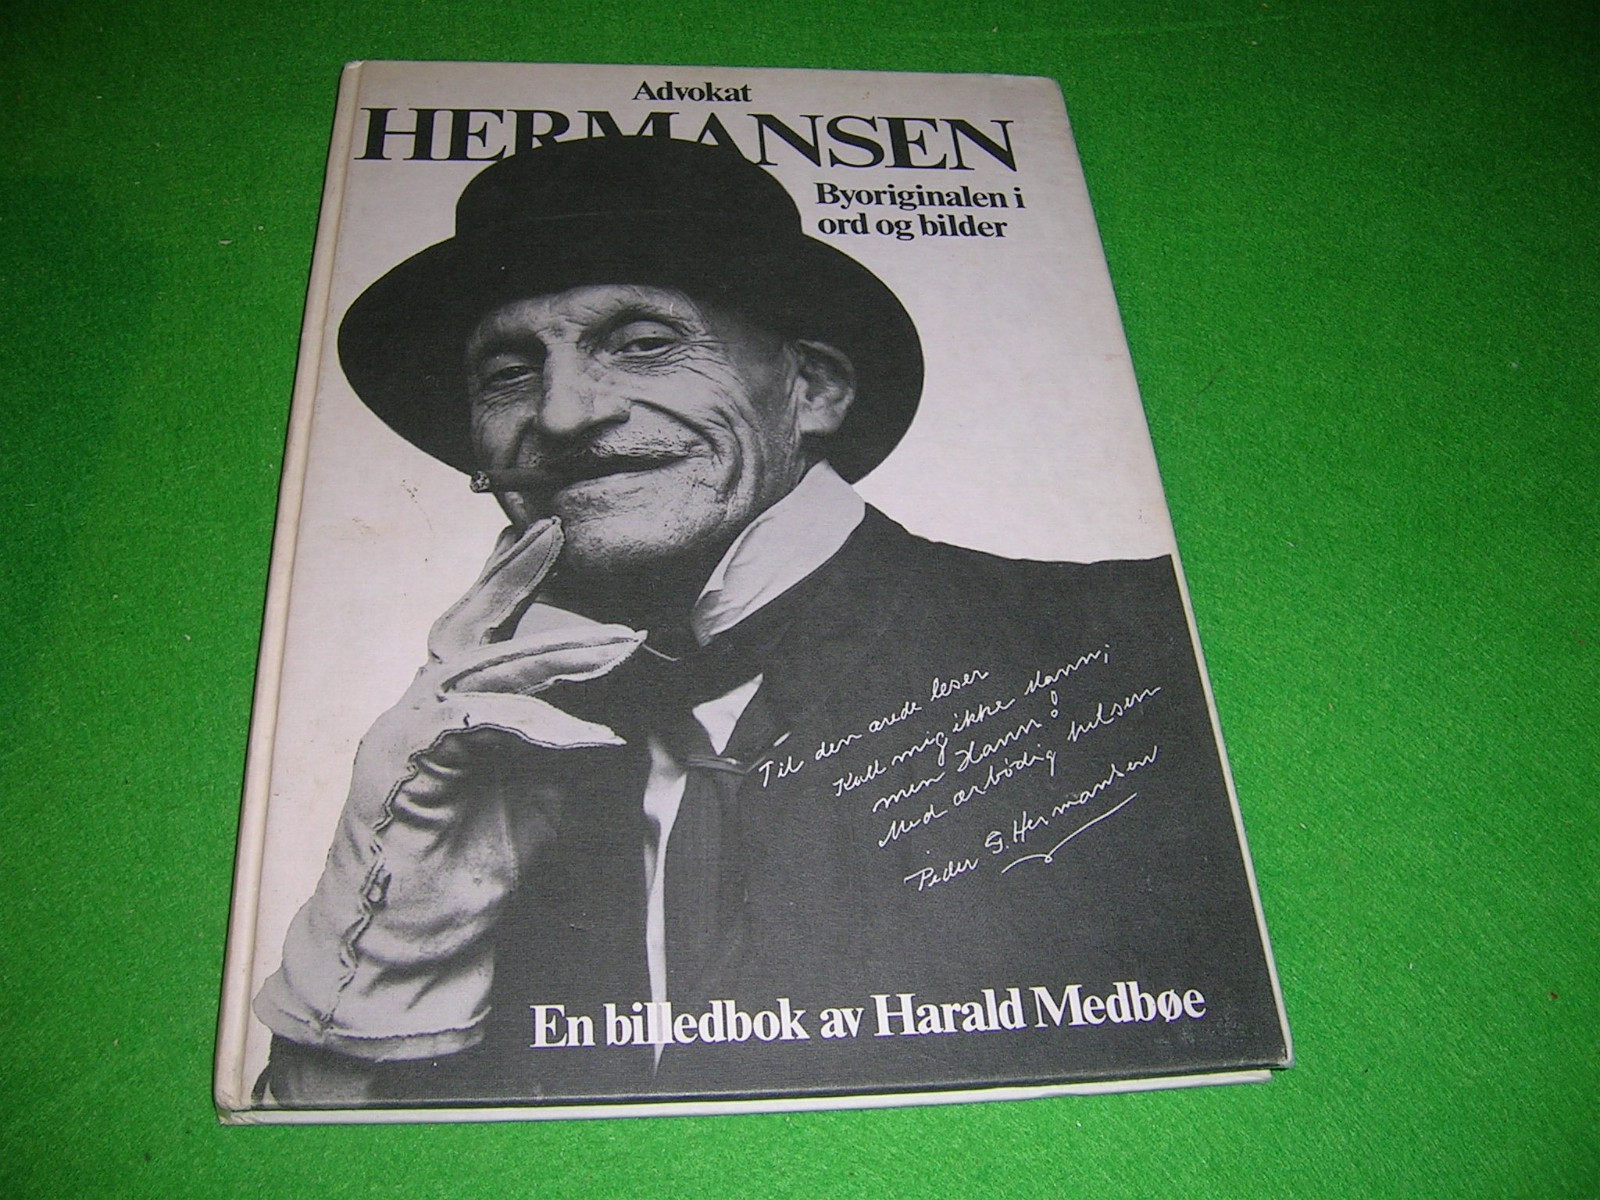 Advokat
HERMANSEN
Byoriginalen i
ord og bilder
Til den ærede leser
Kall mig ikke Mann;
men Hann!
Med ærbødig hilsen
Peder G. Hermansen
En billedbok av Harald Medbøe